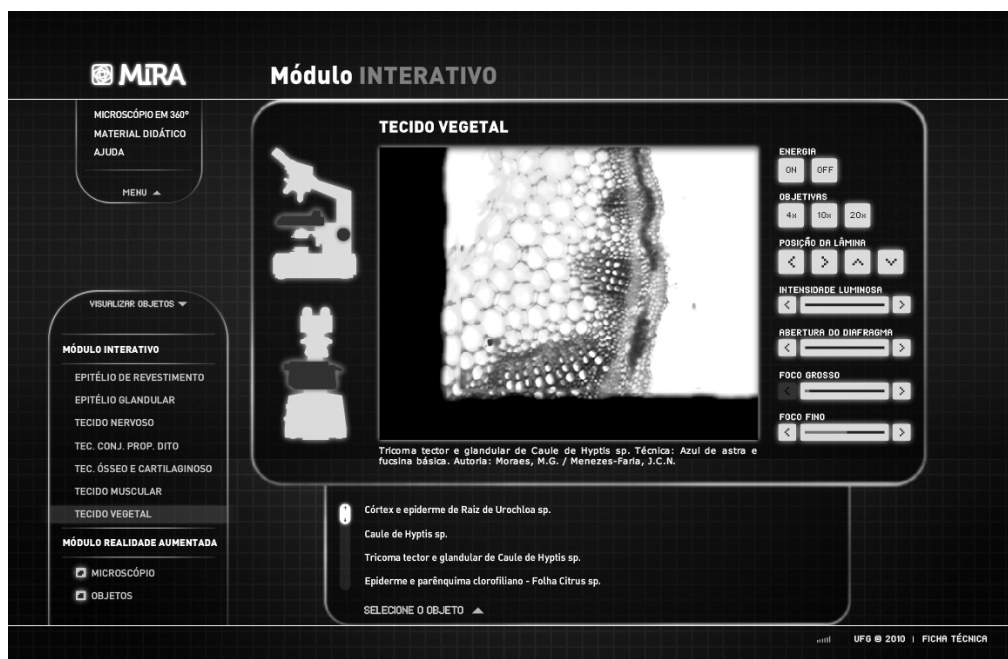 MIRA
Módulo INTERATIVO
MICROSCÓPIO EM 360º
MATERIAL DIDÁTICO
AJUDA
MENU
VISUALIZAR OBJETOS
MÓDULO INTERATIVO
EPITÉLIO DE REVESTIMENTO
EPITÉLIO GLANDULAR
TECIDO NERVOSO
TEC. CONJ. PROP. DITO
TEC. ÓSSEO E CARTILAGINOSO
TECIDO MUSCULAR
TECIDO VEGETAL
MÓDULO REALIDADE AUMENTADA
MICROSCÓPIO
OBJETOS
TECIDO VEGETAL
Tricoma tector e glandular de Caule de Hyptis sp. Técnica: Azul de astra e
fucsina básica. Autoria: Moraes, M.G. / Menezes-Faria, J.C.N.
ENERGIA
ON OFF
OBJETIVAS
4x 10x 20x
POSIÇÃO DA LÂMINA
INTENSIDADE LUMINOSA
ABERTURA DO DIAFRAGMA
FOCO GROSSO
FOCO FINO
Córtex e epiderme de Raiz de Urochloa sp.
Caule de Hyptis sp.
Tricoma tector e glandular de Caule de Hyptis sp.
Epiderme e parênquima clorofiliano - Folha Citrus sp.
SELECIONE O OBJETO
UFG © 2010 | FICHA TÉCNICA